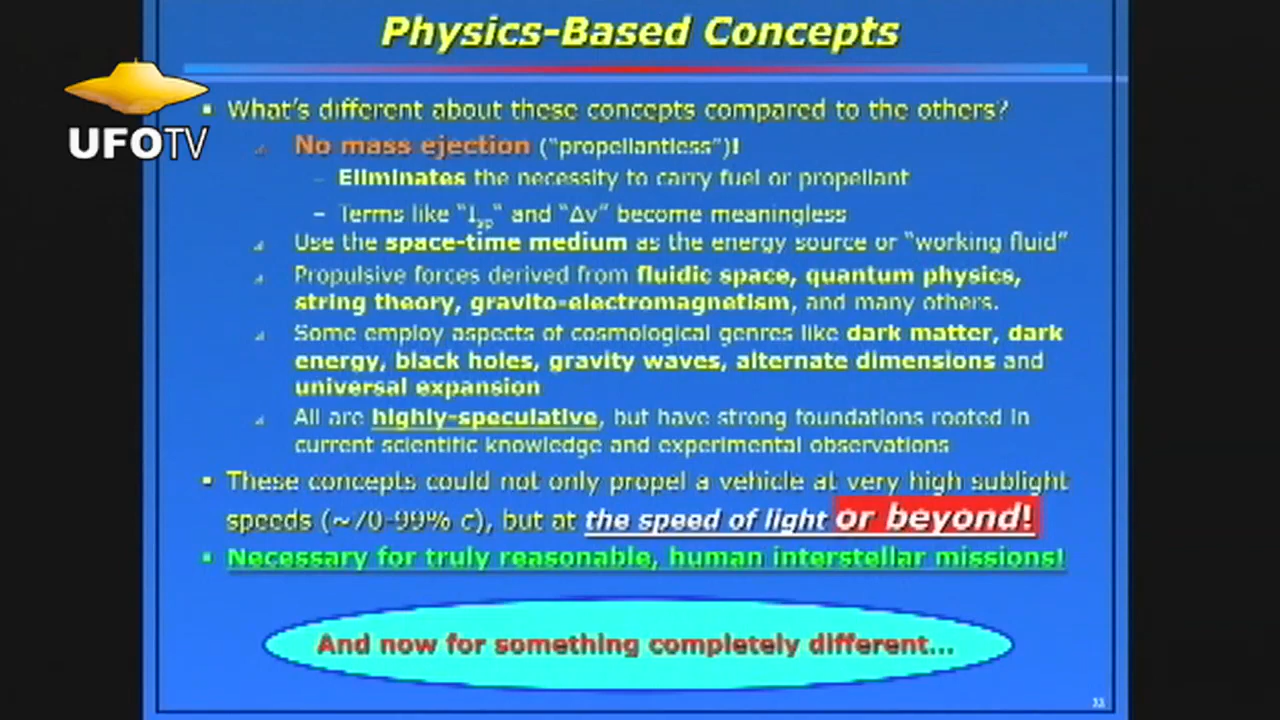 Physics-Based Concepts
UFOTV
▪ What's different about these concepts compared to the others?
No mass ejection ("propellantless")!
– Eliminates the necessity to carry fuel or propellant
– Terms like "Isp" and "Δv" become meaningless
Use the space-time medium as the energy source or "working fluid"
Propulsive forces derived from fluidic space, quantum physics,
string theory, gravito-electromagnetism, and many others.
Some employ aspects of cosmological genres like dark matter, dark
energy, black holes, gravity waves, alternate dimensions and
universal expansion
All are highly-speculative, but have strong foundations rooted in
current scientific knowledge and experimental observations
▪ These concepts could not only propel a vehicle at very high sublight
speeds (~70-99% c), but at the speed of light or beyond!
▪ Necessary for truly reasonable, human interstellar missions!
And now for something completely different...